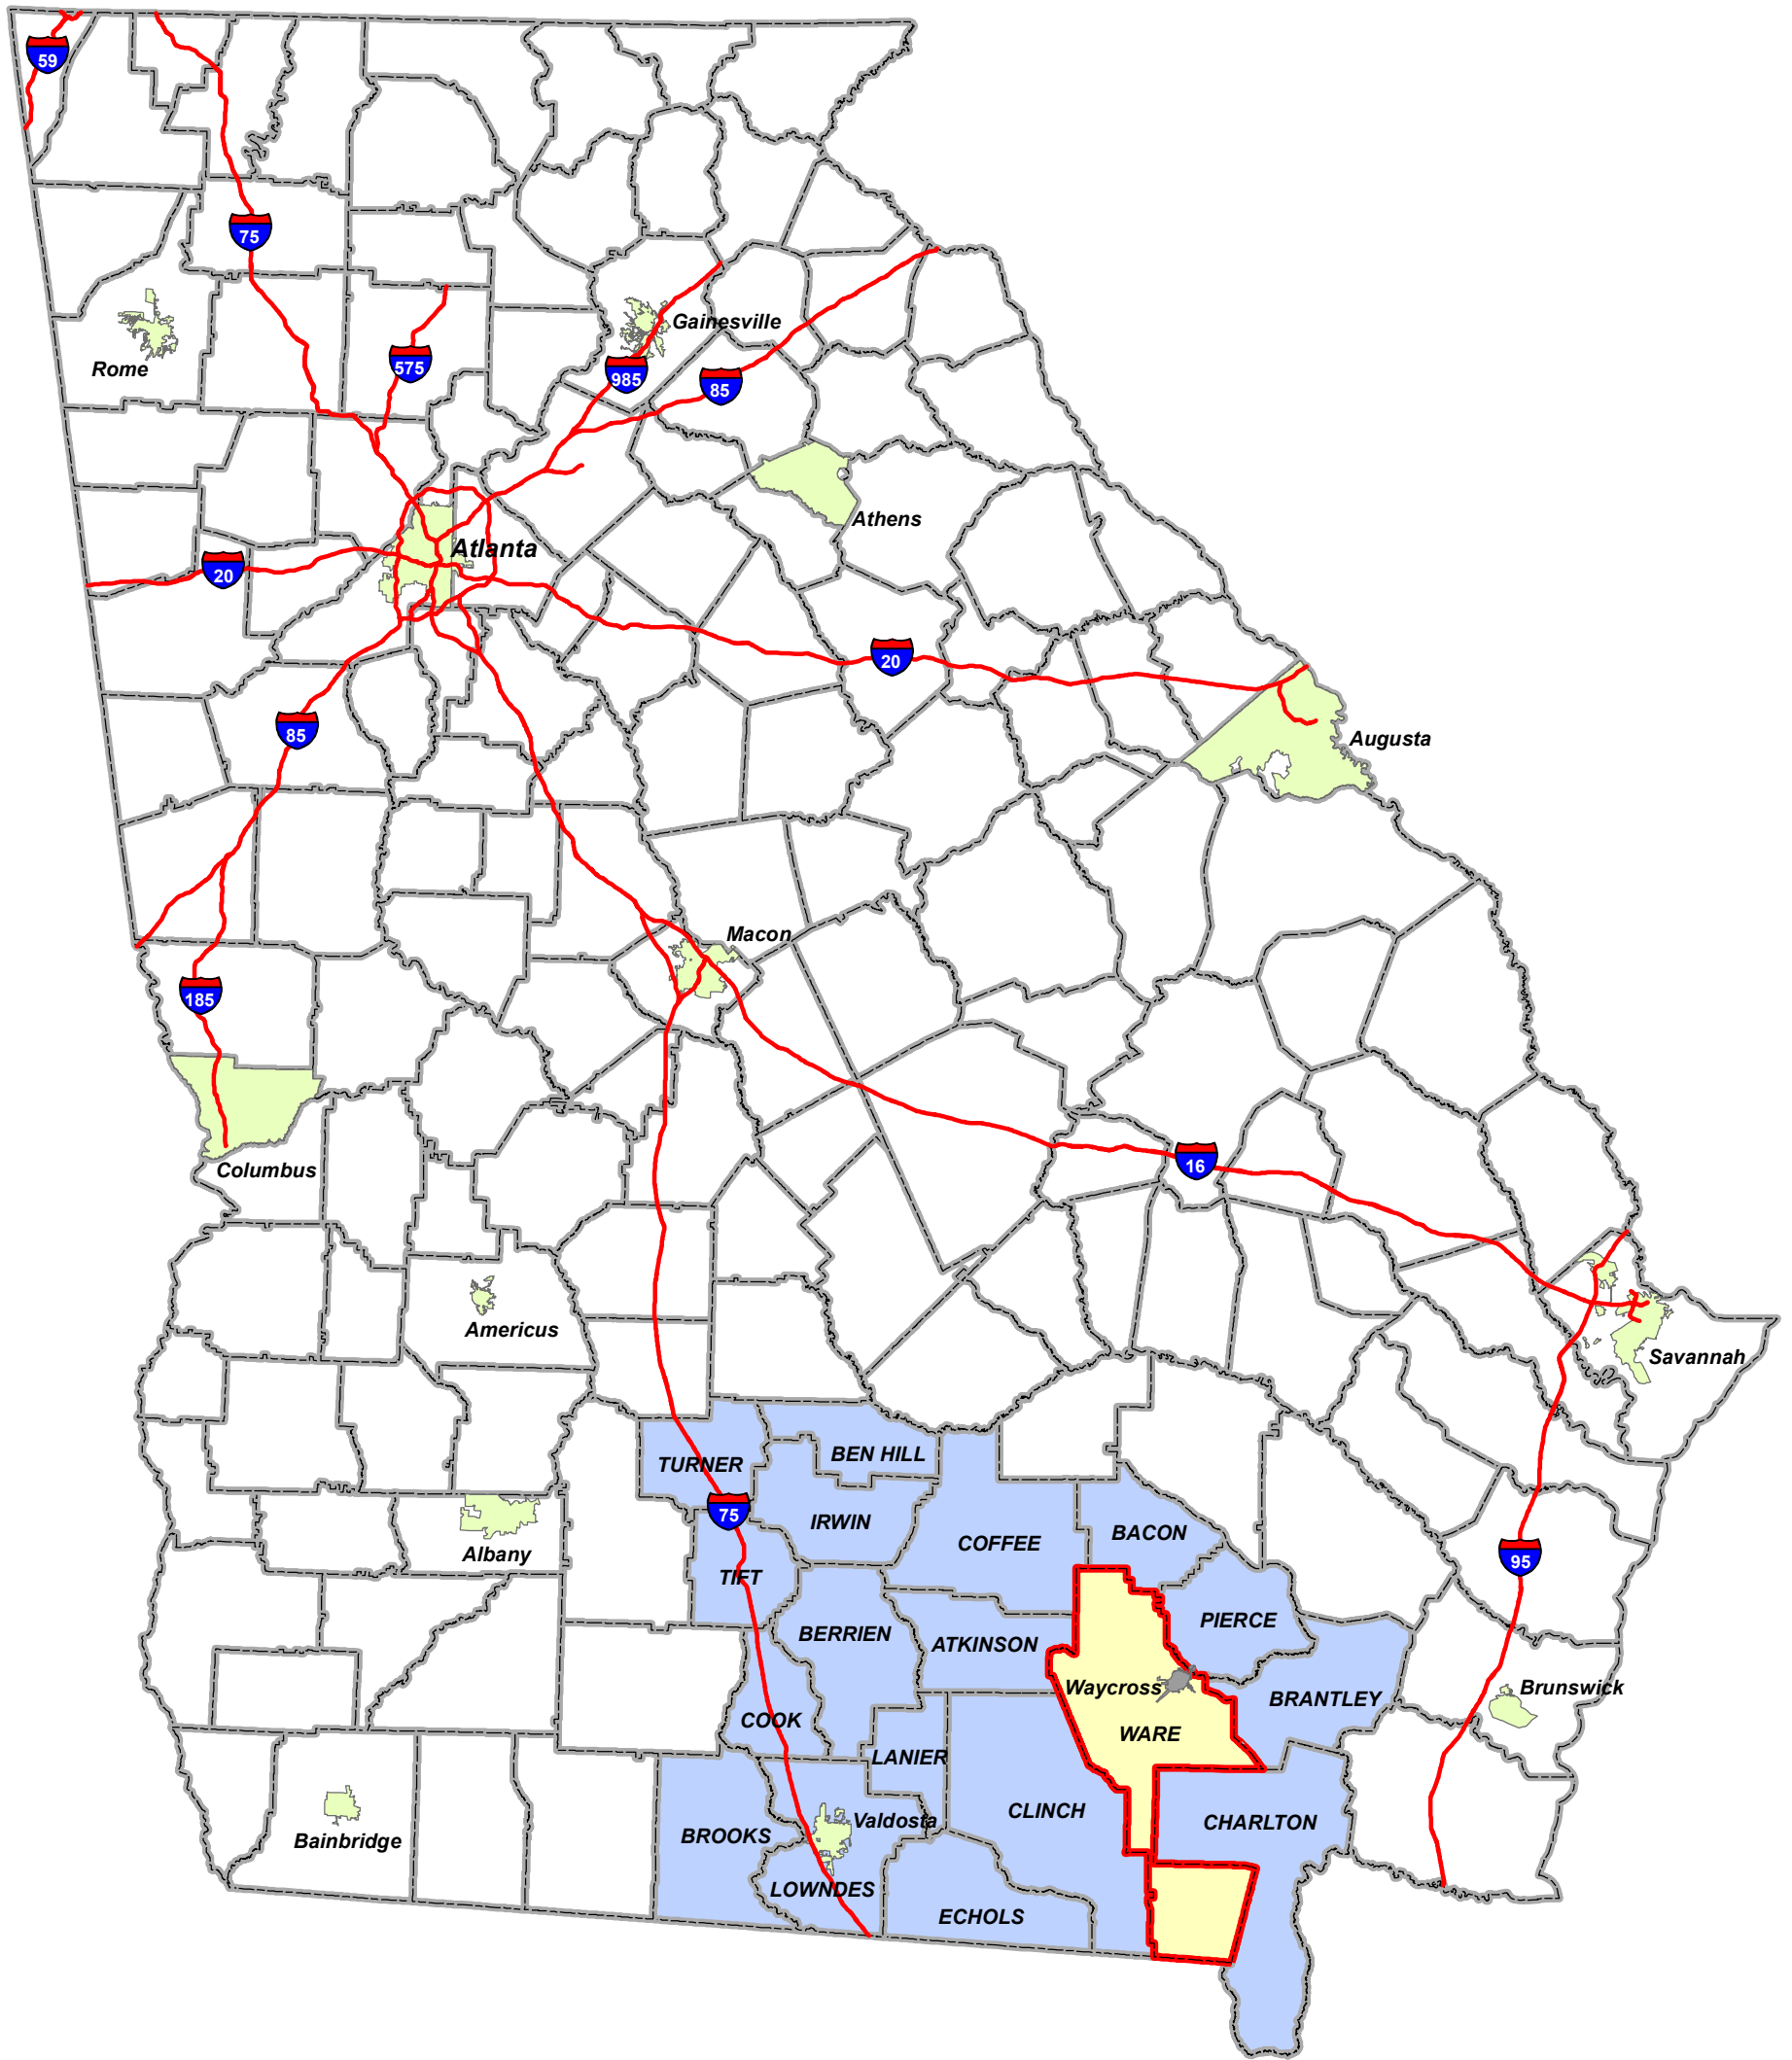 59
75
Gainesville
Rome
575
985
85
Athens
Atlanta
20
20
85
Augusta
Macon
185
16
Columbus
Americus
Savannah
TURNER
BEN HILL
75
IRWIN
COFFEE
BACON
Albany
95
TIFT
PIERCE
BERRIEN
ATKINSON
Waycross
Brunswick
BRANTLEY
COOK
WARE
LANIER
CLINCH
Valdosta
CHARLTON
BROOKS
Bainbridge
LOWNDES
ECHOLS